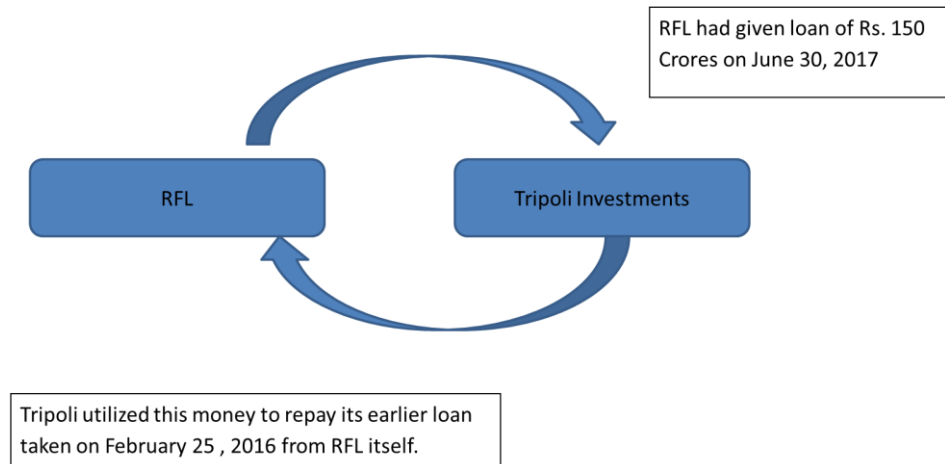 RFL had given loan of Rs. 150
Crores on June 30, 2017
RFL
Tripoli Investments
Tripoli utilized this money to repay its earlier loan
taken on February 25 , 2016 from RFL itself.